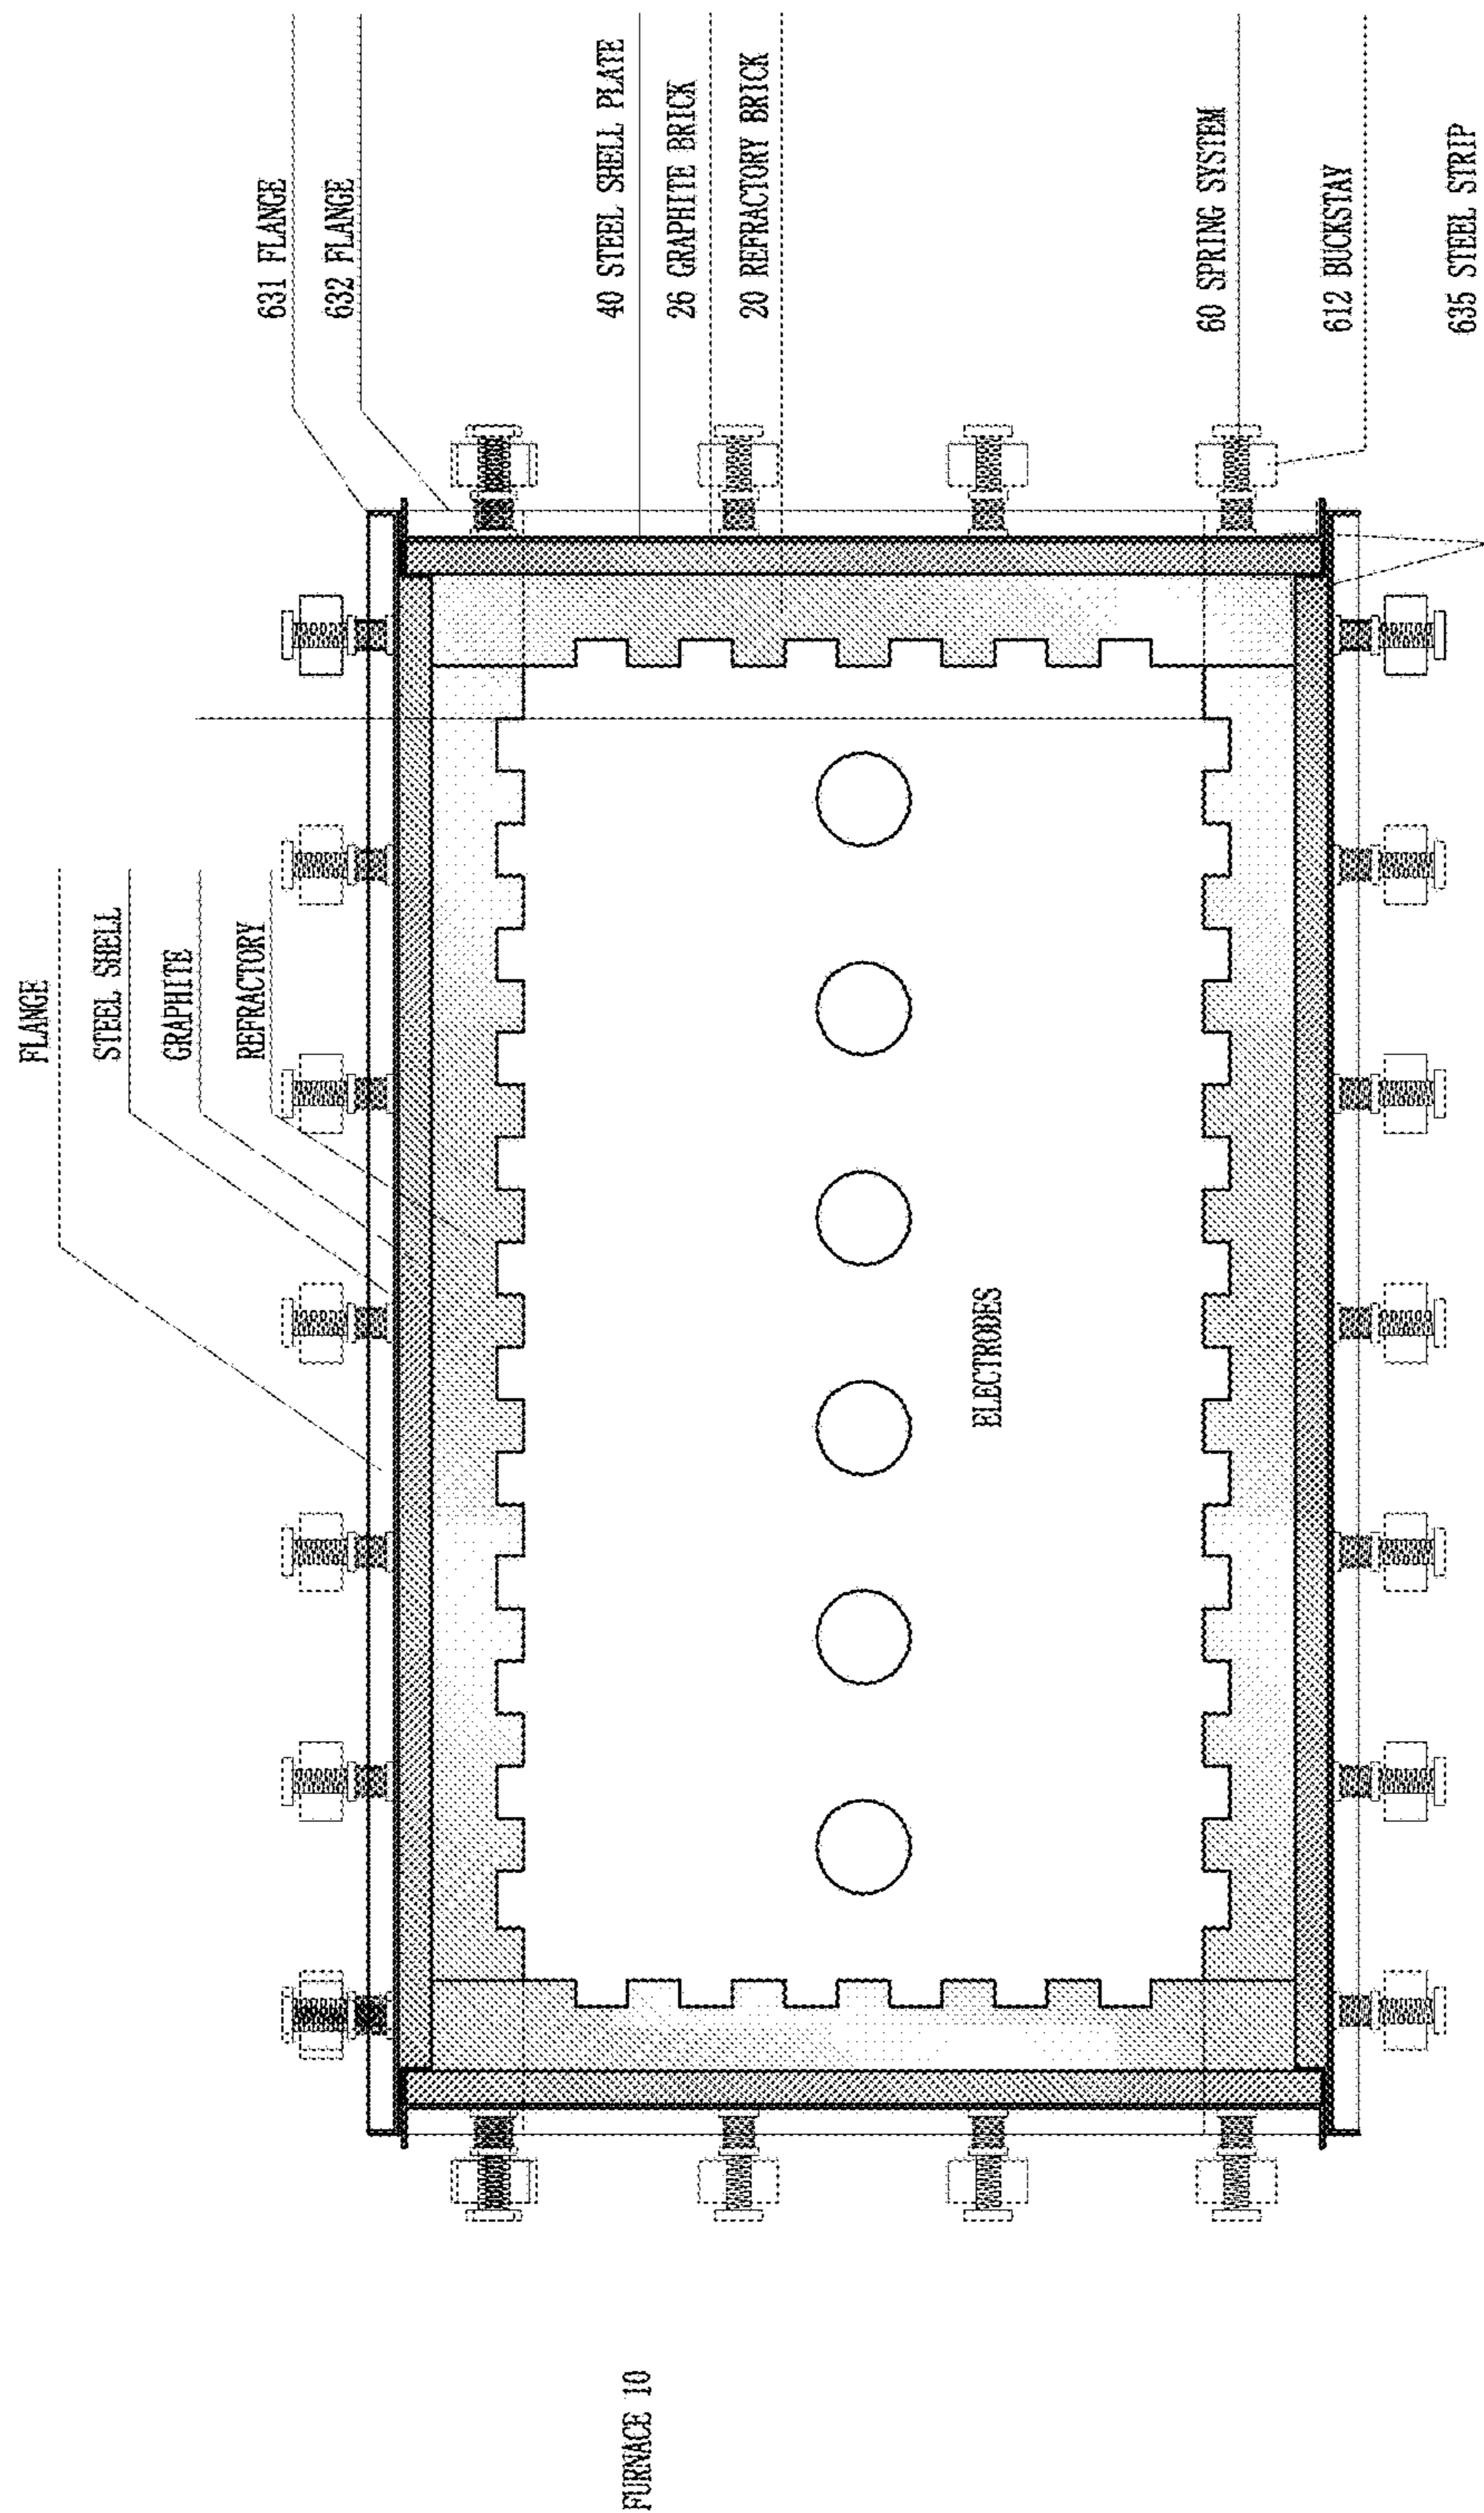 FLANGE
STEEL SHELL
GRAPHITE
REFRACTORY
631 FLANGE
632 FLANGE
40 STEEL SHELL PLATE
26 GRAPHITE BRICK
20 REFRACTORY BRICK
60 SPRING SYSTEM
612 BUCKSTAY
635 STEEL STRIP
ELECTRODES
FURNACE 10